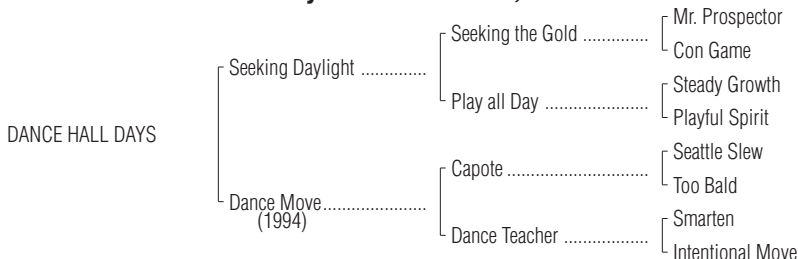 Mr. Prospector
Seeking the Gold ..............
Con Game
Seeking Daylight ..............
Steady Growth
Play all Day ......................
Playful Spirit
DANCE HALL DAYS
Seattle Slew
Capote ..............................
Too Bald
Dance Move......................
(1994)
Smarten
Dance Teacher ..................
Intentional Move